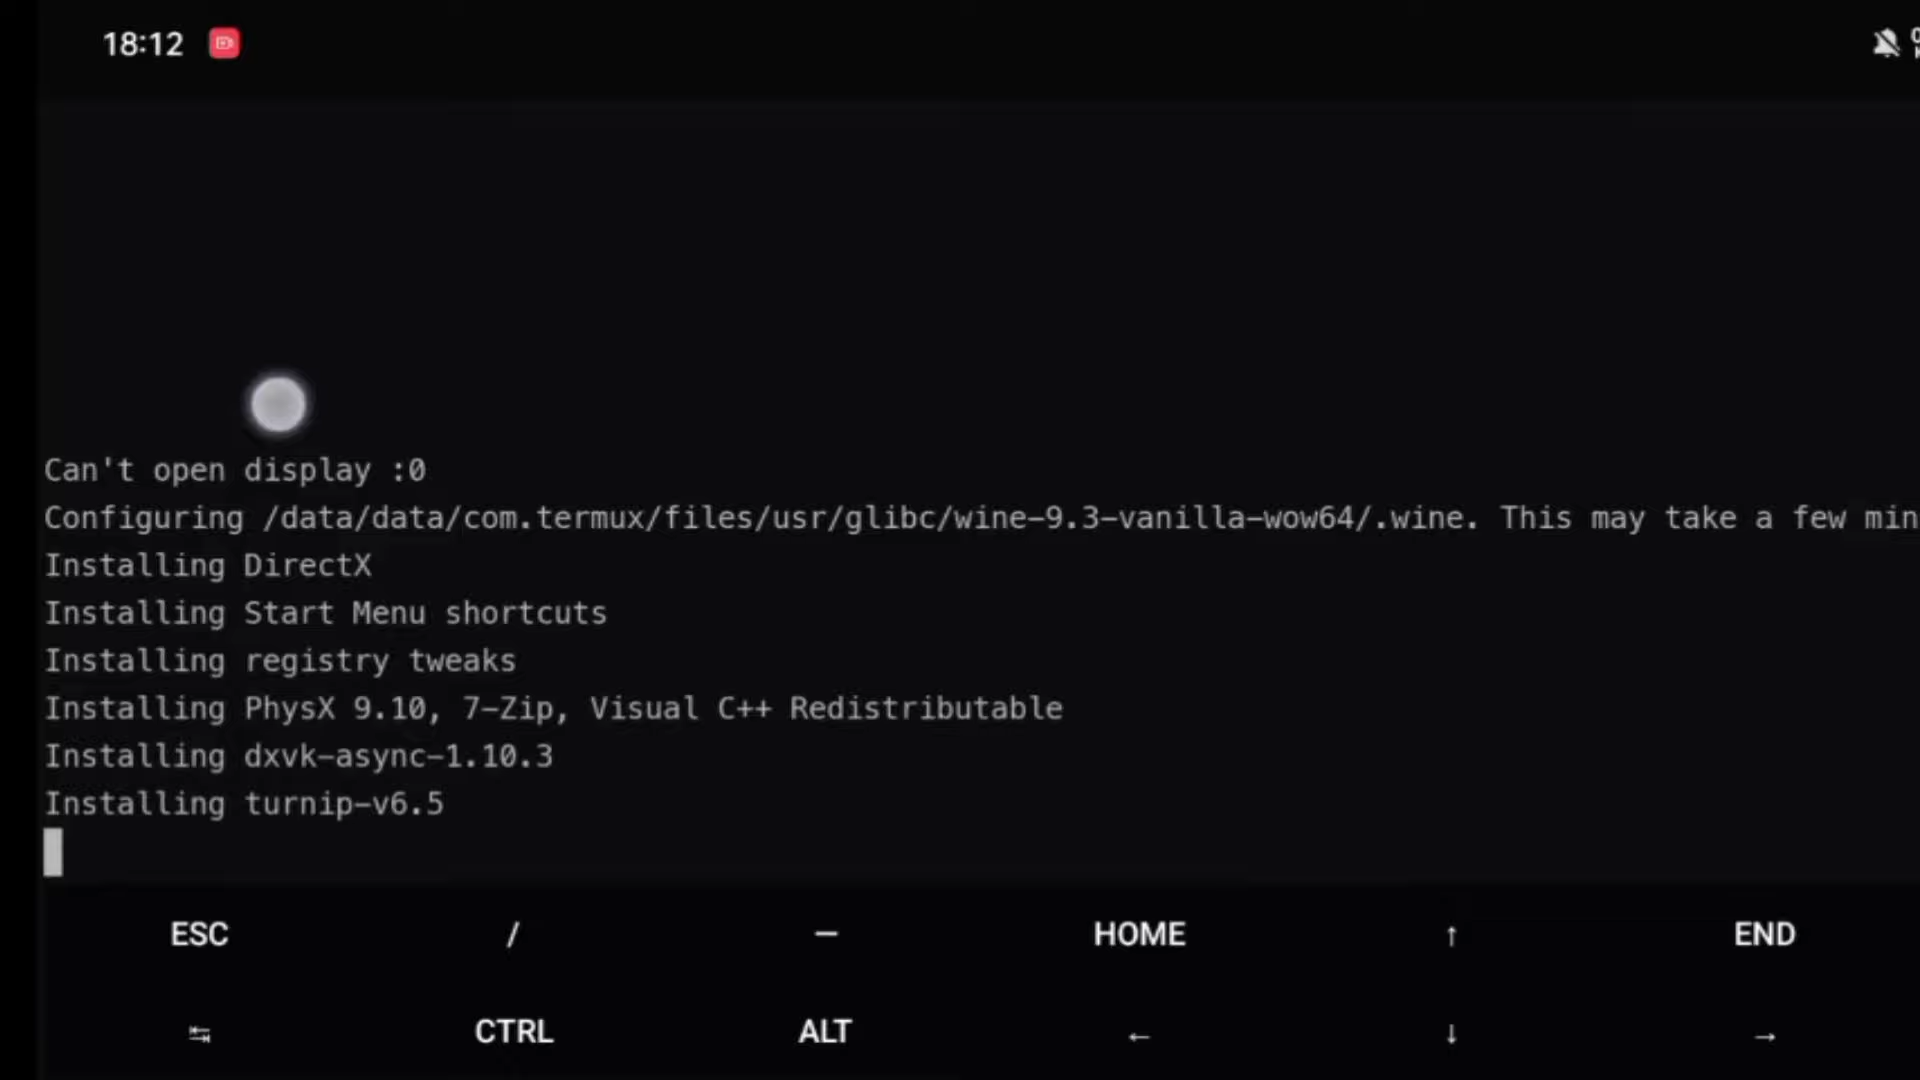 18:12
Can't open display :0
Configuring /data/data/com.termux/files/usr/glibc/wine-9.3-vanilla-wow64/.wine. This may take a few min
Installing DirectX
Installing Start Menu shortcuts
Installing registry tweaks
Installing PhysX 9.10, 7-Zip, Visual C++ Redistributable
Installing dxvk-async-1.10.3
Installing turnip-v6.5
ESC / — HOME ↑ END
↹ CTRL ALT ← ↓ →